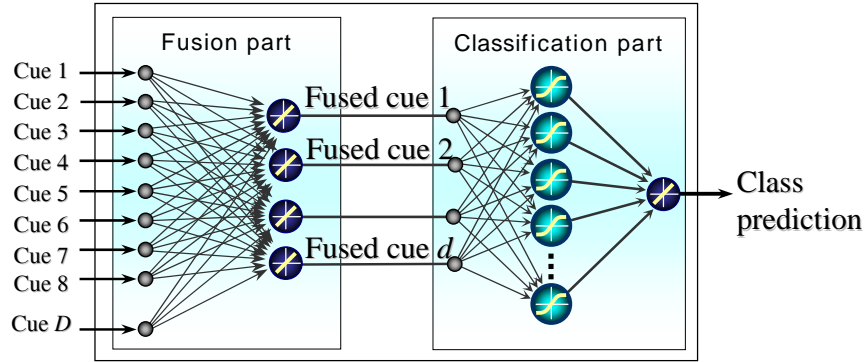 Fusion part
Classification part
Cue 1
Cue 2
Cue 3
Cue 4
Cue 5
Cue 6
Cue 7
Cue 8
Cue D
Fused cue 1
Fused cue 2
Fused cue d
Class
prediction